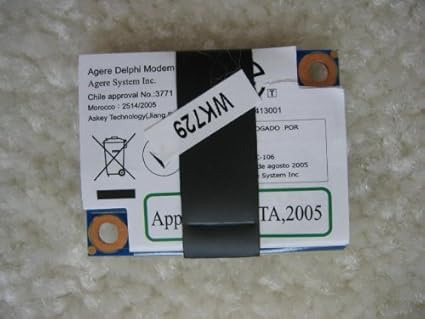 Agere Delphi Modem
Agere System Inc.
Chile approval No.:3771
Morocco : 2514/2005
Askey Technology(Jiang
WK729
413001
OGADO POR
C-106
de agosto 2005
System Inc
App TA,2005